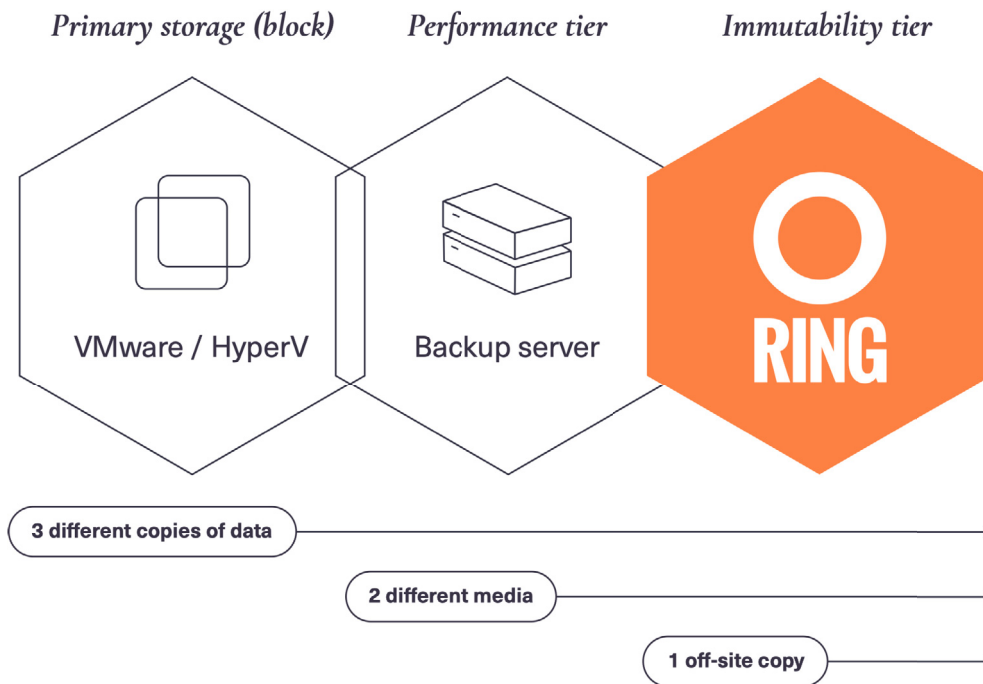 Primary storage (block)
Performance tier
Immutability tier
VMware / HyperV
Backup server
RING
3 different copies of data
2 different media
1 off-site copy